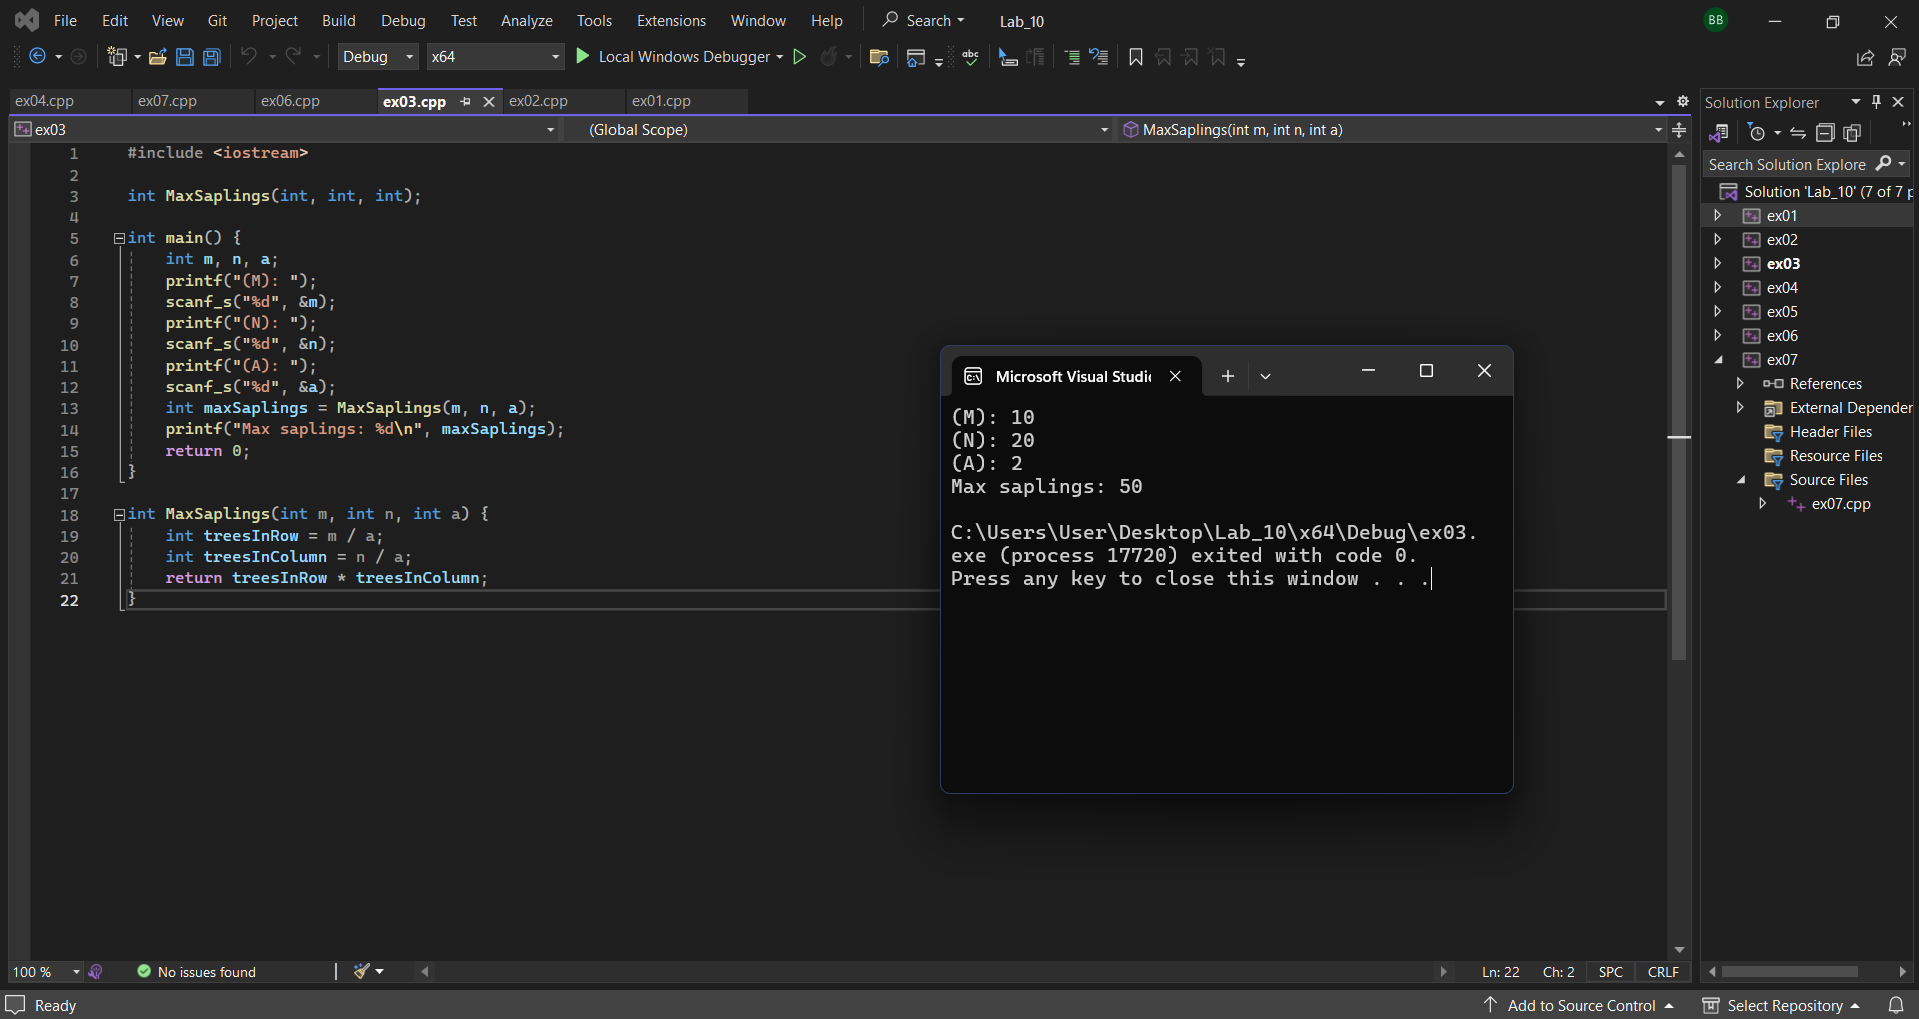 File Edit View Git Project Build Debug Test Analyze Tools Extensions Window Help Search Lab_10 BB
Debug x64 Local Windows Debugger abc
ex04.cpp ex07.cpp ex06.cpp ex03.cpp ex02.cpp ex01.cpp
ex03 (Global Scope) MaxSaplings(int m, int n, int a)
1 #include <iostream>
2
3 int MaxSaplings(int, int, int);
4
5 int main() {
6 int m, n, a;
7 printf("(M): ");
8 scanf_s("%d", &m);
9 printf("(N): ");
10 scanf_s("%d", &n);
11 printf("(A): ");
12 scanf_s("%d", &a);
13 int maxSaplings = MaxSaplings(m, n, a);
14 printf("Max saplings: %d\n", maxSaplings);
15 return 0;
16 }
17
18 int MaxSaplings(int m, int n, int a) {
19 int treesInRow = m / a;
20 int treesInColumn = n / a;
21 return treesInRow * treesInColumn;
22 }
Microsoft Visual Studi
(M): 10
(N): 20
(A): 2
Max saplings: 50
C:\Users\User\Desktop\Lab_10\x64\Debug\ex03.
exe (process 17720) exited with code 0.
Press any key to close this window . . .
Solution Explorer
Search Solution Explore
Solution 'Lab_10' (7 of 7 p
ex01
ex02
ex03
ex04
ex05
ex06
ex07
References
External Depender
Header Files
Resource Files
Source Files
ex07.cpp
100 % No issues found Ln: 22 Ch: 2 SPC CRLF
Ready Add to Source Control Select Repository